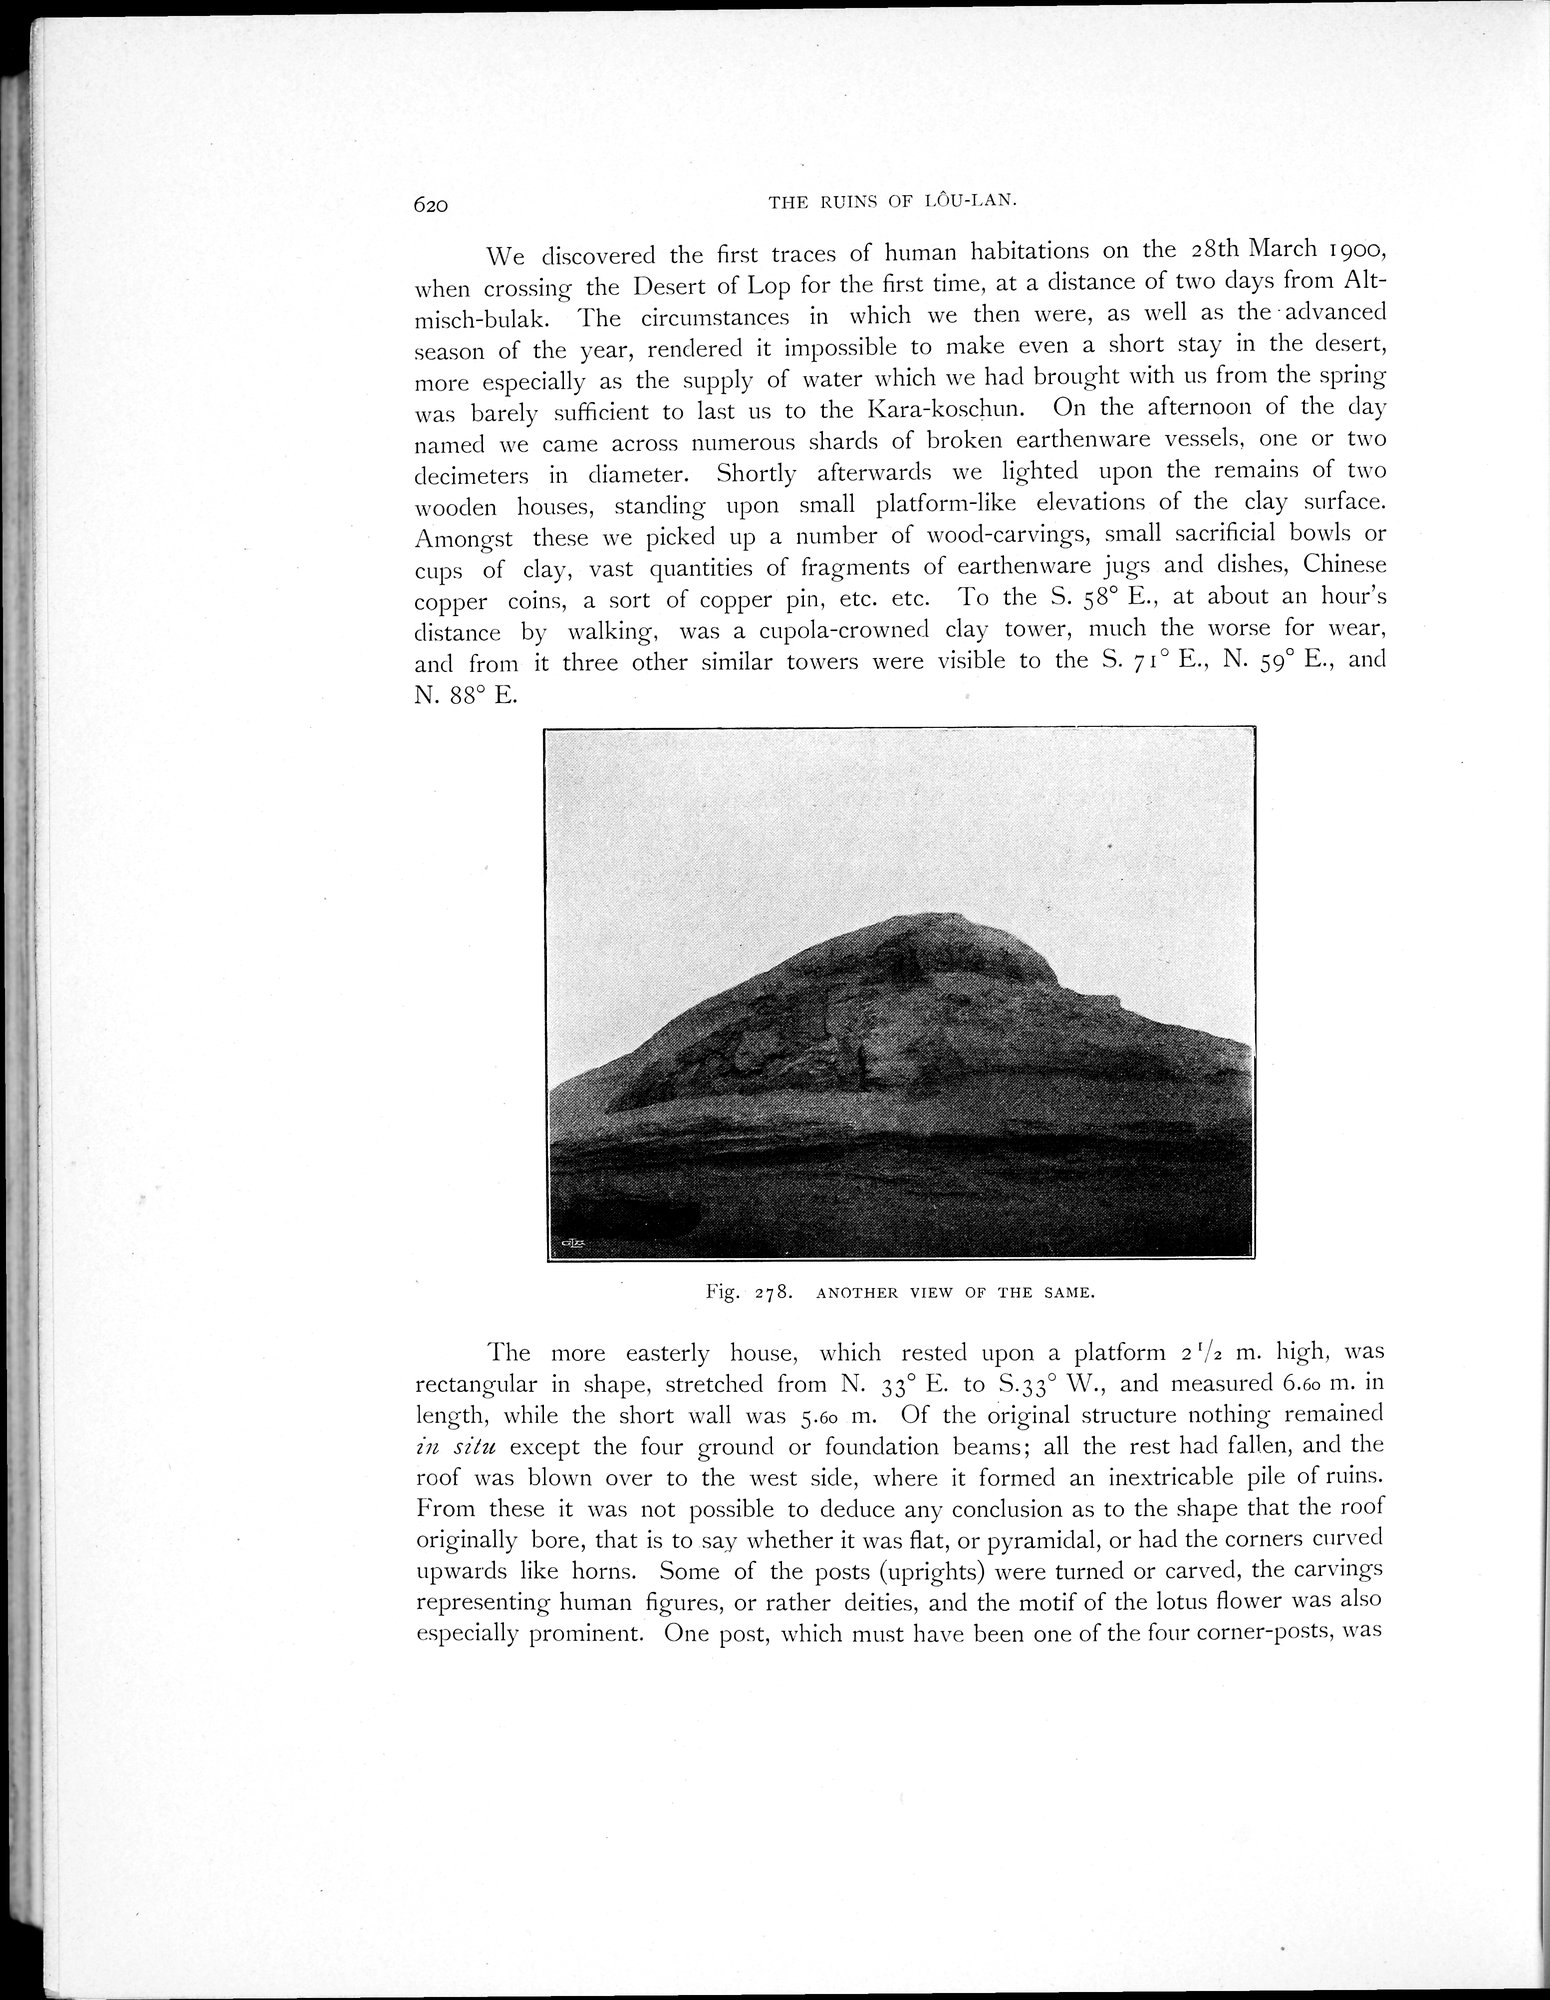 620
THE RUINS OF LÔU-LAN.
We discovered the first traces of human habitations on the 28th March 1900,
when crossing the Desert of Lop for the first time, at a distance of two days from Alt-
misch-bulak. The circumstances in which we then were, as well as the advanced
season of the year, rendered it impossible to make even a short stay in the desert,
more especially as the supply of water which we had brought with us from the spring
was barely sufficient to last us to the Kara-koschun. On the afternoon of the day
named we came across numerous shards of broken earthenware vessels, one or two
decimeters in diameter. Shortly afterwards we lighted upon the remains of two
wooden houses, standing upon small platform-like elevations of the clay surface.
Amongst these we picked up a number of wood-carvings, small sacrificial bowls or
cups of clay, vast quantities of fragments of earthenware jugs and dishes, Chinese
copper coins, a sort of copper pin, etc. etc. To the S. 58° E., at about an hour's
distance by walking, was a cupola-crowned clay tower, much the worse for wear,
and from it three other similar towers were visible to the S. 71° E., N. 59° E., and
N. 88° E.
Fig. 278. ANOTHER VIEW OF THE SAME.
The more easterly house, which rested upon a platform 2 1/2 m. high, was
rectangular in shape, stretched from N. 33° E. to S.33° W., and measured 6.60 m. in
length, while the short wall was 5.60 m. Of the original structure nothing remained
in situ except the four ground or foundation beams; all the rest had fallen, and the
roof was blown over to the west side, where it formed an inextricable pile of ruins.
From these it was not possible to deduce any conclusion as to the shape that the roof
originally bore, that is to say whether it was flat, or pyramidal, or had the corners curved
upwards like horns. Some of the posts (uprights) were turned or carved, the carvings
representing human figures, or rather deities, and the motif of the lotus flower was also
especially prominent. One post, which must have been one of the four corner-posts, was